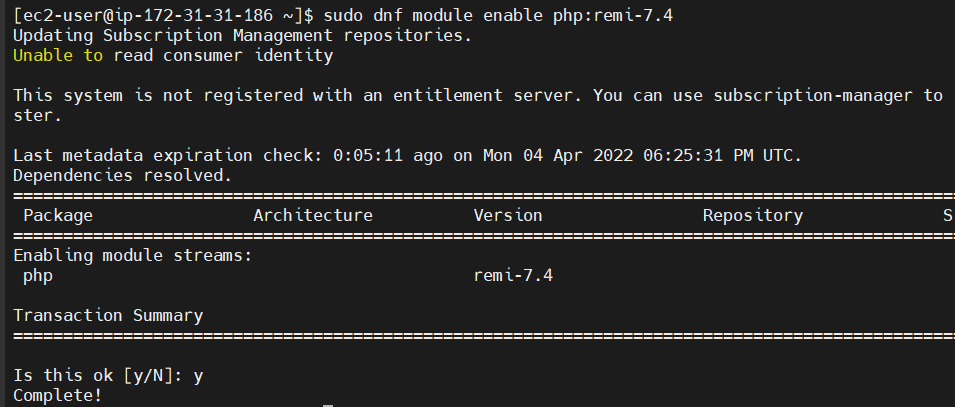 [ec2-user@ip-172-31-31-186 ~]$ sudo dnf module enable php:remi-7.4
Updating Subscription Management repositories.
Unable to read consumer identity
This system is not registered with an entitlement server. You can use subscription-manager to
ster.
Last metadata expiration check: 0:05:11 ago on Mon 04 Apr 2022 06:25:31 PM UTC.
Dependencies resolved.
================================================================================
Package Architecture Version Repository S
================================================================================
Enabling module streams:
php remi-7.4
Transaction Summary
================================================================================
Is this ok [y/N]: y
Complete!